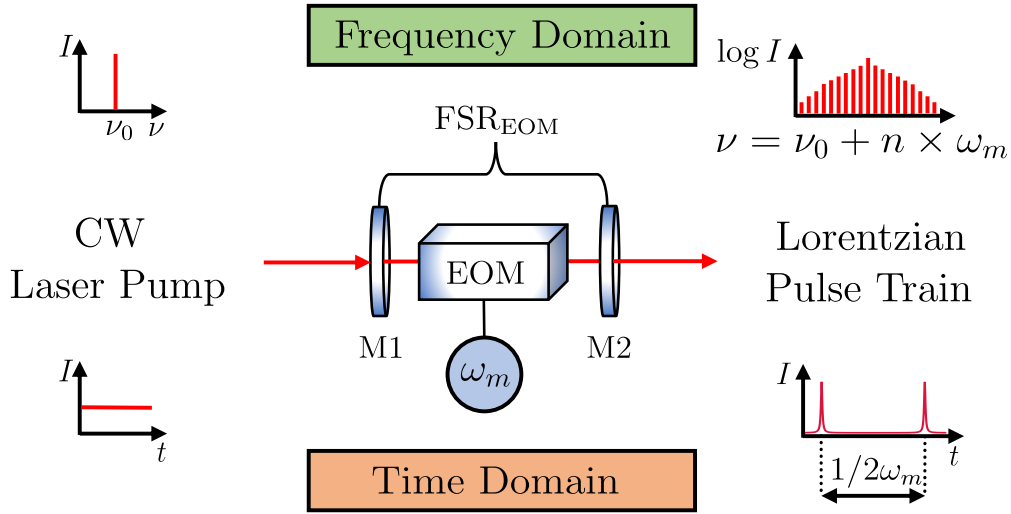 Frequency Domain
I
ν₀
ν
log I
ν = ν₀ + n × ωₘ
FSR_EOM
CW
Laser Pump
EOM
Lorentzian
Pulse Train
M1
M2
ωₘ
I
t
I
t
1/2ωₘ
Time Domain